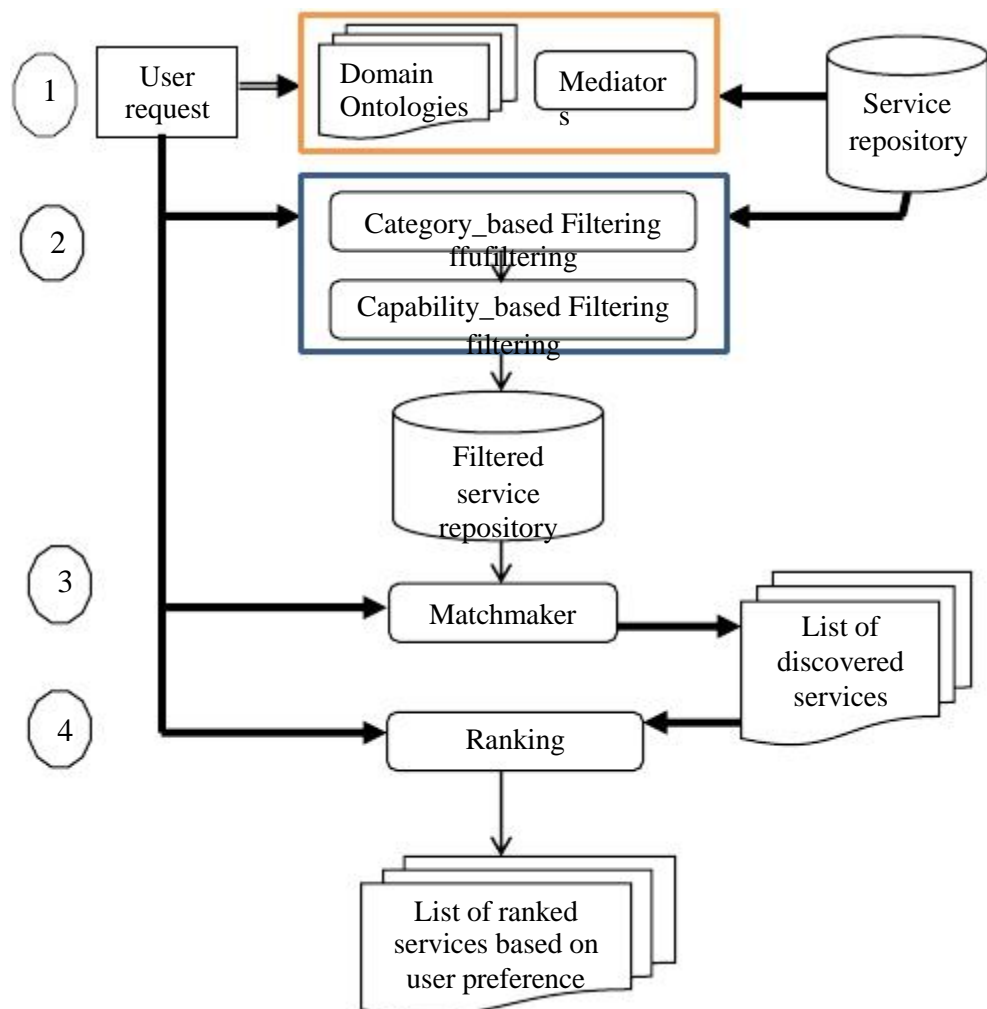 1
User
request
Domain
Ontologies
Mediator
s
Service
repository
2
Category_based Filtering
ffufiltering
Capability_based Filtering
filtering
Filtered
service
repository
3
Matchmaker
List of
discovered
services
4
Ranking
List of ranked
services based on
user preference